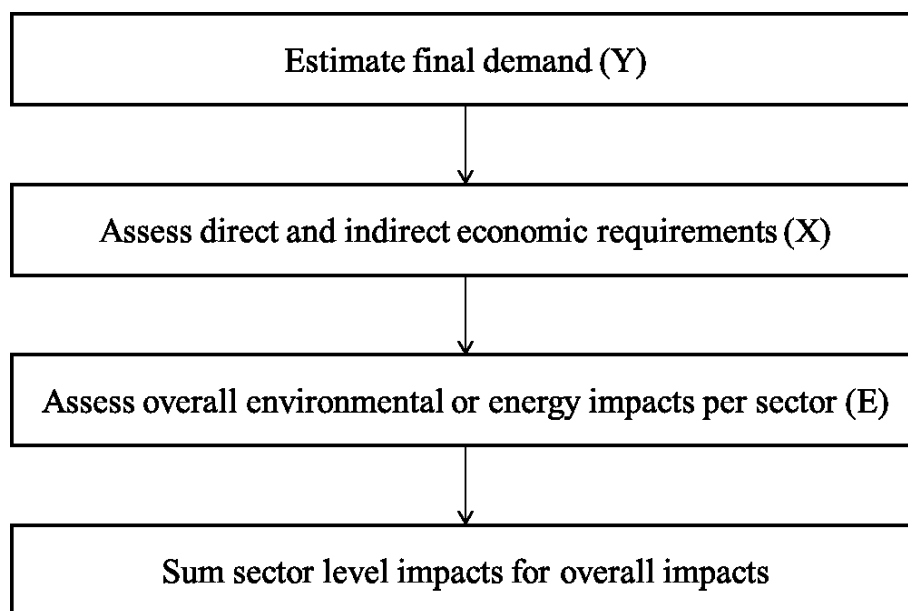 Estimate final demand (Y)
Assess direct and indirect economic requirements (X)
Assess overall environmental or energy impacts per sector (E)
Sum sector level impacts for overall impacts